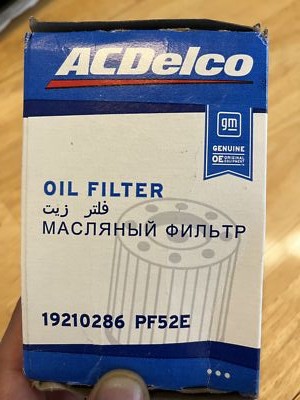 ACDelco
gm
GENUINE
OE ORIGINAL EQUIPMENT
OIL FILTER
فلتر زيت
МАСЛЯНЫЙ ФИЛЬТР
19210286 PF52E